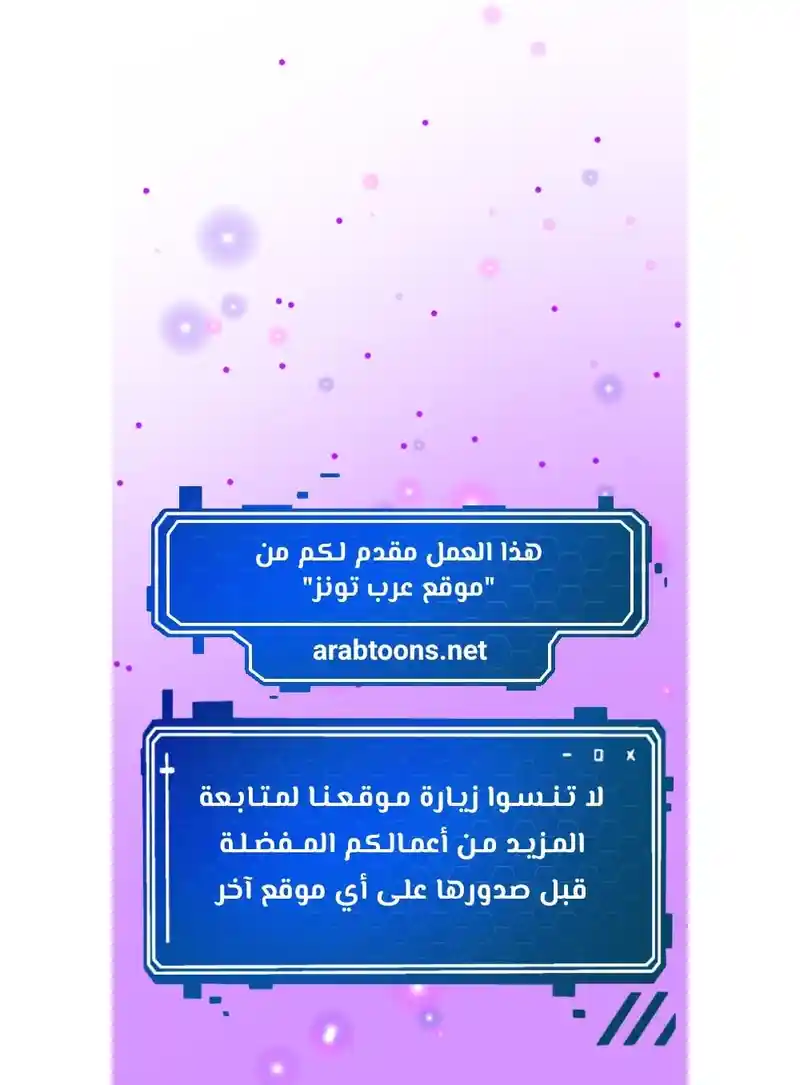 هذا العمل مقدم لكم من
"موقع عرب تونز"
arabtoons.net
لا تنسوا زيارة موقعنا لمتابعة
المزيد من أعمالكم المفضلة
قبل صدورها على أي موقع آخر